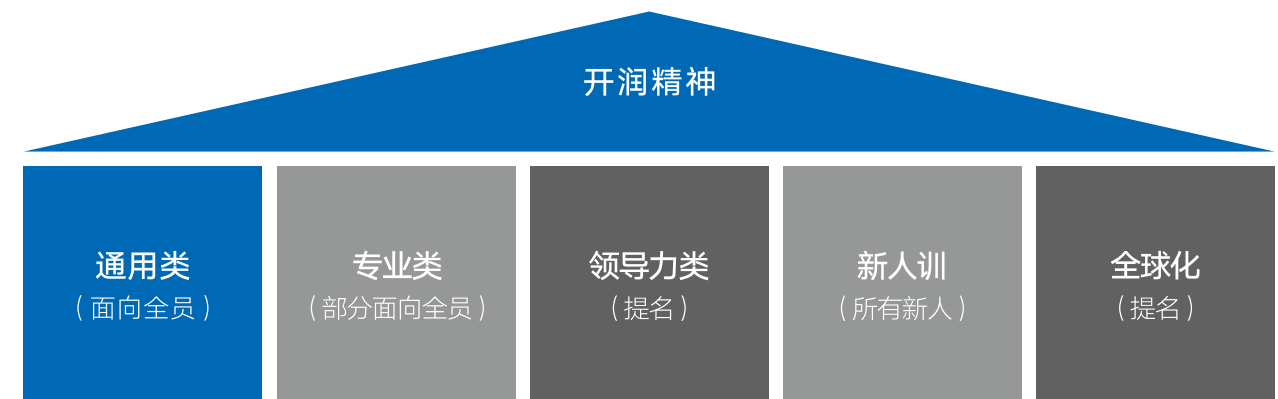 开润精神
通用类
（面向全员）
专业类
（部分面向全员）
领导力类
（提名）
新人训
（所有新人）
全球化
（提名）